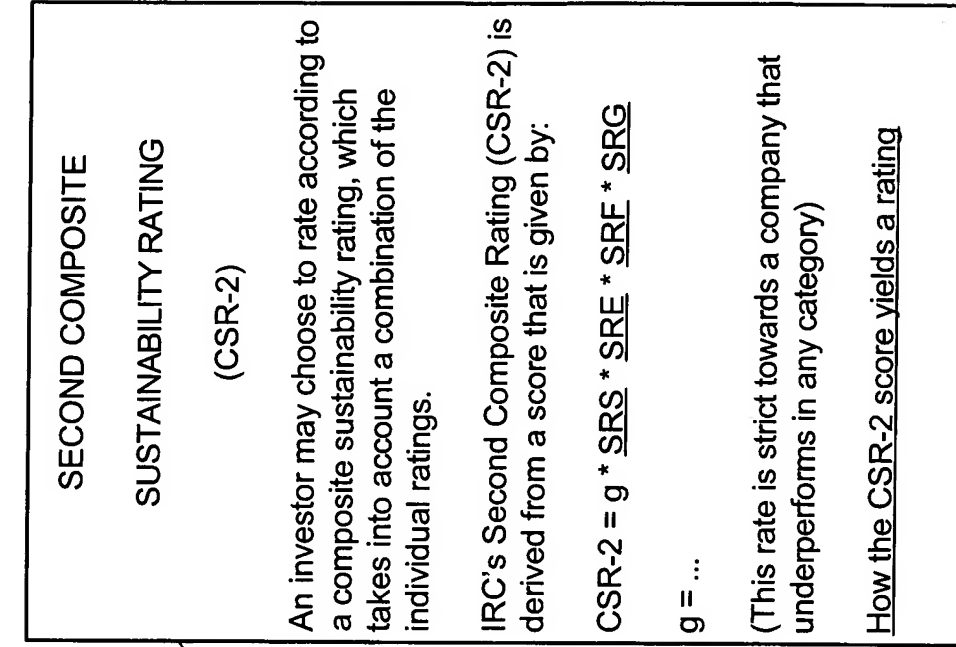 SECOND COMPOSITE
SUSTAINABILITY RATING
(CSR-2)
An investor may choose to rate according to
a composite sustainability rating, which
takes into account a combination of the
individual ratings.
IRC's Second Composite Rating (CSR-2) is
derived from a score that is given by:
CSR-2 = g * SRS * SRE * SRF * SRG
g = ...
(This rate is strict towards a company that
underperforms in any category)
How the CSR-2 score yields a rating